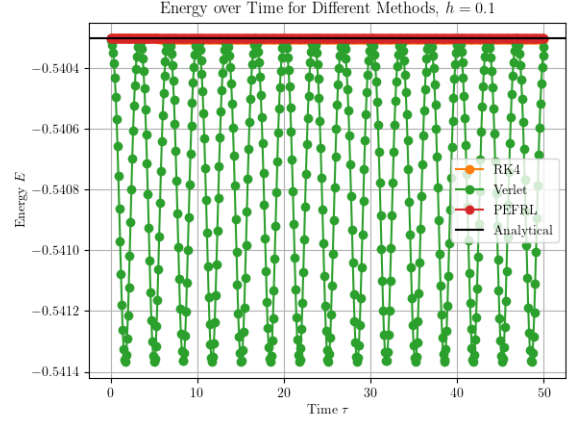 Energy over Time for Different Methods, h = 0.1
−0.5404
−0.5406
−0.5408
−0.5410
−0.5412
−0.5414
Energy E
RK4
Verlet
PEFRL
Analytical
0 10 20 30 40 50
Time τ